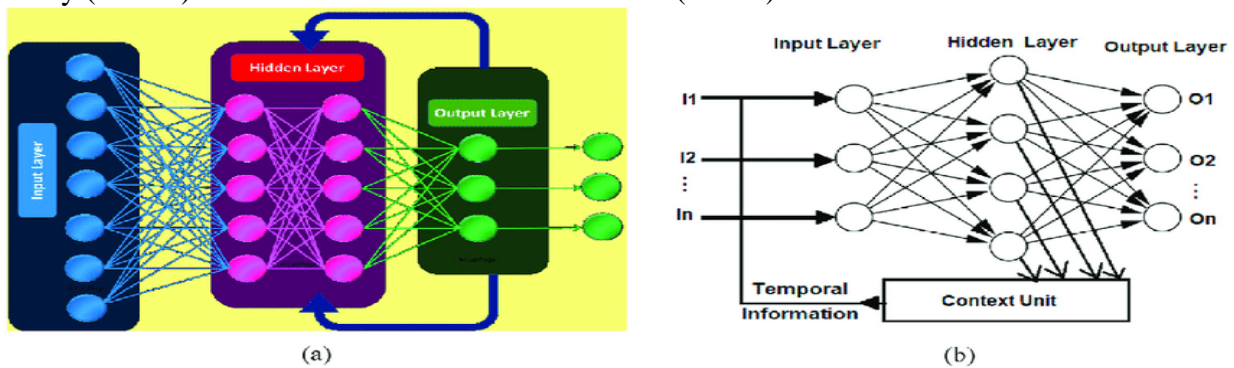 Input Layer
Hidden Layer
Output Layer
(a)
Input Layer
Hidden Layer
Output Layer
I1
I2
⋮
In
O1
O2
⋮
On
Temporal
Information
Context Unit
(b)